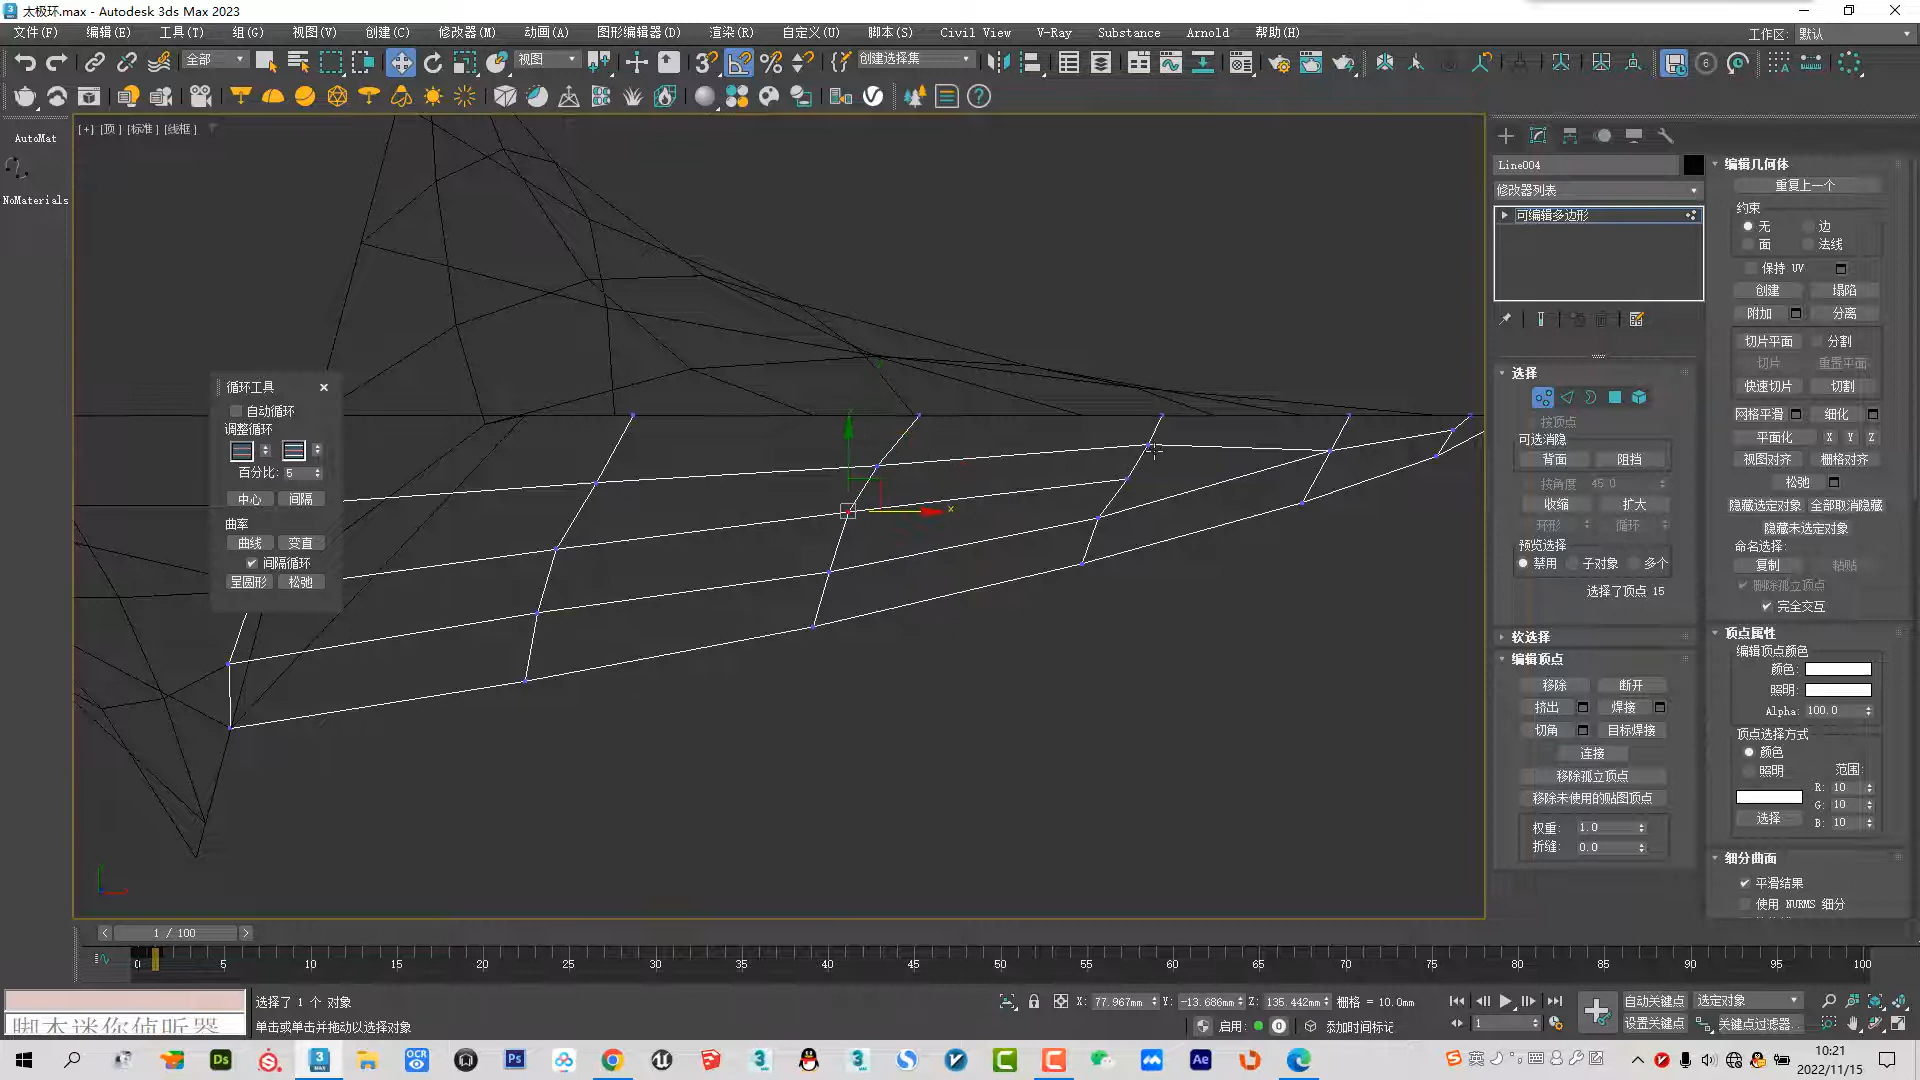 太极环.max - Autodesk 3ds Max 2023
文件(F) 编辑(E) 工具(T) 组(G) 视图(V) 创建(C) 修改器(M) 动画(A) 图形编辑器(D) 渲染(R) 自定义(U) 脚本(S) Civil View V-Ray Substance Arnold 帮助(H) 工作区: 默认
全部 视图 创建选择集
AutoMat
NoMaterials
[+] [顶] [标准] [线框]
循环工具
自动循环
调整循环
百分比: 5
中心 间隔
曲率
曲线 变直
间隔循环
呈圆形 松弛
x
Line004
修改器列表
可编辑多边形
选择
按顶点
可选消隐
背面 阻挡
按角度 45.0
收缩 扩大
环形 循环
预览选择
禁用 子对象 多个
选择了顶点 15
软选择
编辑顶点
移除 断开
挤出 焊接
切角 目标焊接
连接
移除孤立顶点
移除未使用的贴图顶点
权重: 1.0
折缝: 0.0
编辑几何体
重复上一个
约束
无 边
面 法线
保持 UV
创建 塌陷
附加 分离
切片平面 分割
切片 重置平面
快速切片 切割
网格平滑 细化
平面化 X Y Z
视图对齐 栅格对齐
松弛
隐藏选定对象 全部取消隐藏
隐藏未选定对象
命名选择:
复制 粘贴
删除孤立顶点
完全交互
顶点属性
编辑顶点颜色
颜色:
照明:
Alpha: 100.0
顶点选择方式
颜色
照明 范围:
R: 10
G: 10
选择 B: 10
细分曲面
平滑结果
使用 NURMS 细分
1 / 100
0 5 10 15 20 25 30 35 40 45 50 55 60 65 70 75 80 85 90 95 100
选择了 1 个 对象
X: 77.967mm Y: -13.686mm Z: 135.442mm 栅格 = 10.0mm
自动关键点 选定对象
脚本迷你侦听器
单击或单击并拖动以选择对象
启用: 添加时间标记
1
设置关键点 关键点过滤器...
英
10:21
2022/11/15